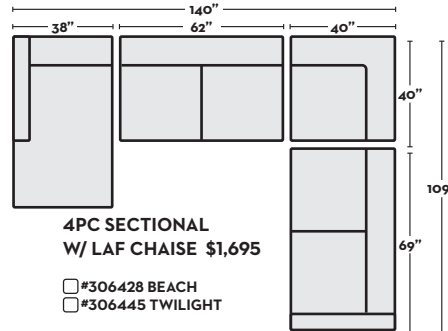 140”
38”
62”
40”
40”
109
69”
4PC SECTIONAL
W/ LAF CHAISE $1,695
#306428 BEACH
#306445 TWILIGHT